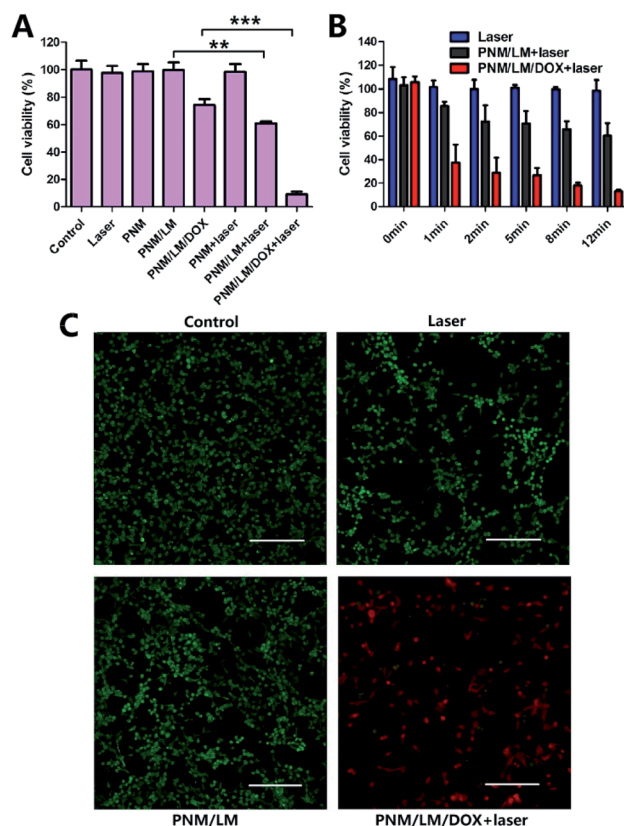 A
***
**
Cell viability (%)
120
100
80
60
40
20
0
Control
Laser
PNM
PNM/LM
PNM/LM/DOX
PNM+laser
PNM/LM+laser
PNM/LM/DOX+laser
B
Laser
PNM/LM+laser
PNM/LM/DOX+laser
Cell viability (%)
140
120
100
80
60
40
20
0
0min
1min
2min
5min
8min
12min
C
Control
Laser
PNM/LM
PNM/LM/DOX+laser